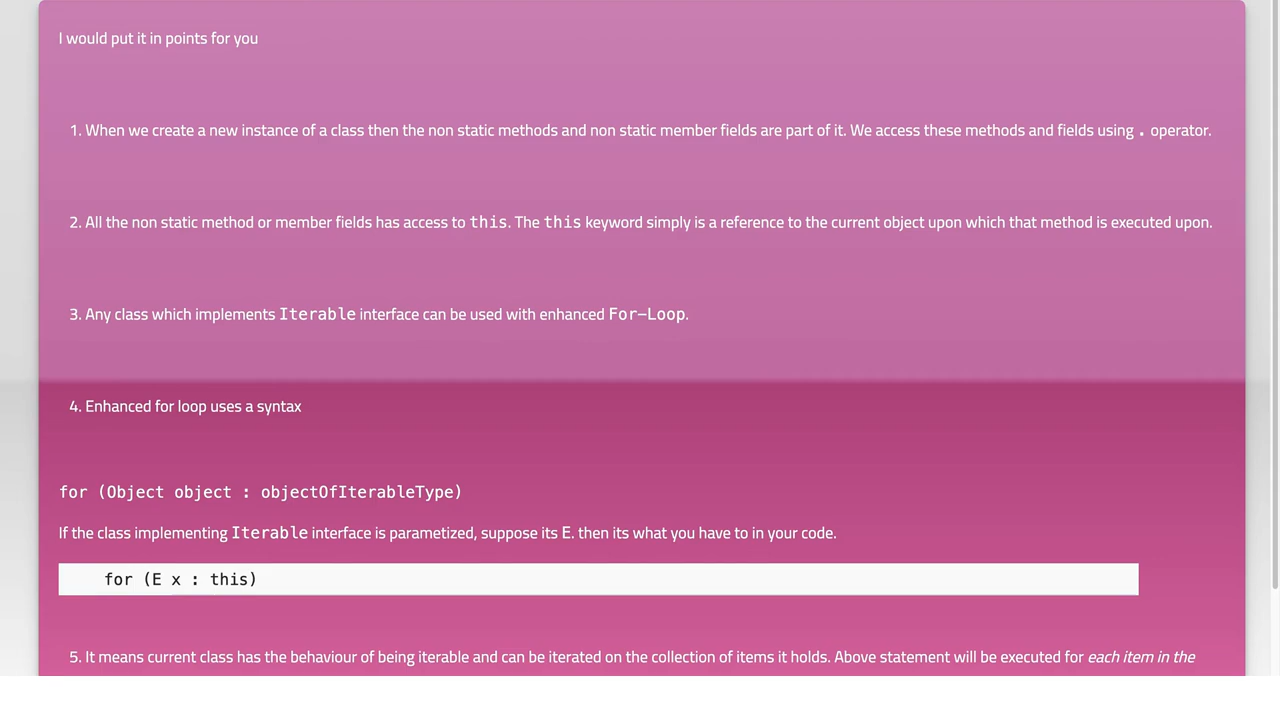 I would put it in points for you
1. When we create a new instance of a class then the non static methods and non static member fields are part of it. We access these methods and fields using . operator.
2. All the non static method or member fields has access to this. The this keyword simply is a reference to the current object upon which that method is executed upon.
3. Any class which implements Iterable interface can be used with enhanced For-Loop.
4. Enhanced for loop uses a syntax
for (Object object : objectOfIterableType)
If the class implementing Iterable interface is parametized, suppose its E. then its what you have to in your code.
for (E x : this)
5. It means current class has the behaviour of being iterable and can be iterated on the collection of items it holds. Above statement will be executed for each item in the